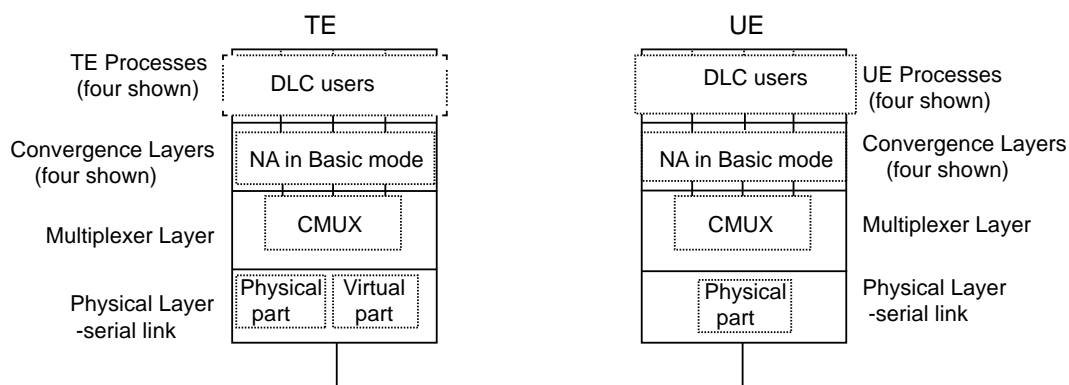 TE
UE
TE Processes
(four shown)
DLC users
DLC users
UE Processes
(four shown)
Convergence Layers
(four shown)
NA in Basic mode
NA in Basic mode
Convergence Layers
(four shown)
Multiplexer Layer
CMUX
CMUX
Multiplexer Layer
Physical Layer
-serial link
Physical
part
Virtual
part
Physical
part
Physical Layer
-serial link